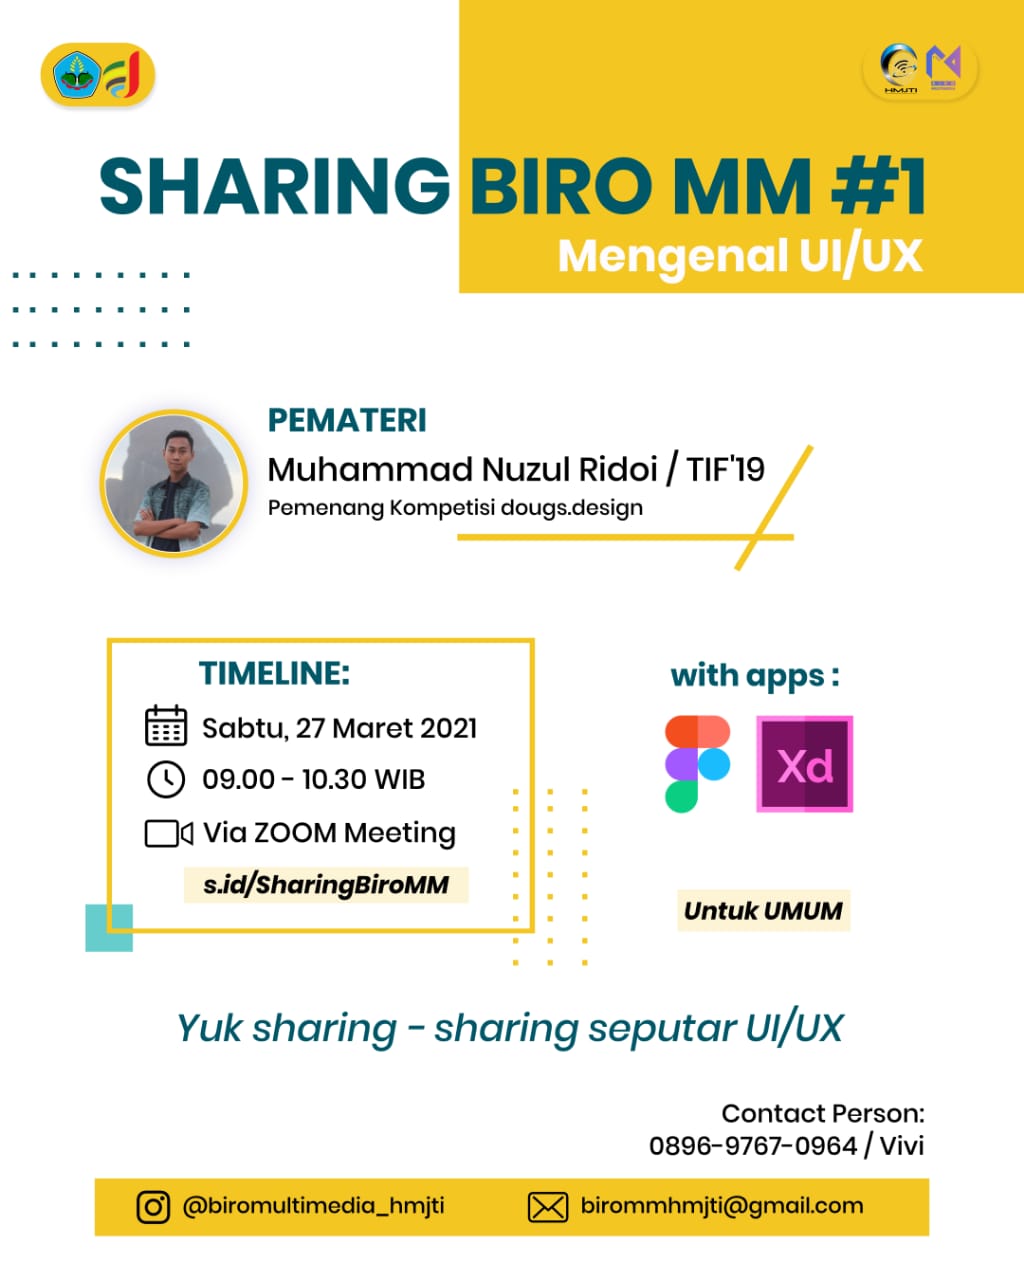 HMJTI
SHARING BIRO MM #1
Mengenal UI/UX
PEMATERI
Muhammad Nuzul Ridoi / TIF'19
Pemenang Kompetisi dougs.design
TIMELINE:
Sabtu, 27 Maret 2021
09.00 - 10.30 WIB
Via ZOOM Meeting
s.id/SharingBiroMM
with apps :
Xd
Untuk UMUM
Yuk sharing - sharing seputar UI/UX
Contact Person:
0896-9767-0964 / Vivi
@biromultimedia_hmjti
birommhmjti@gmail.com